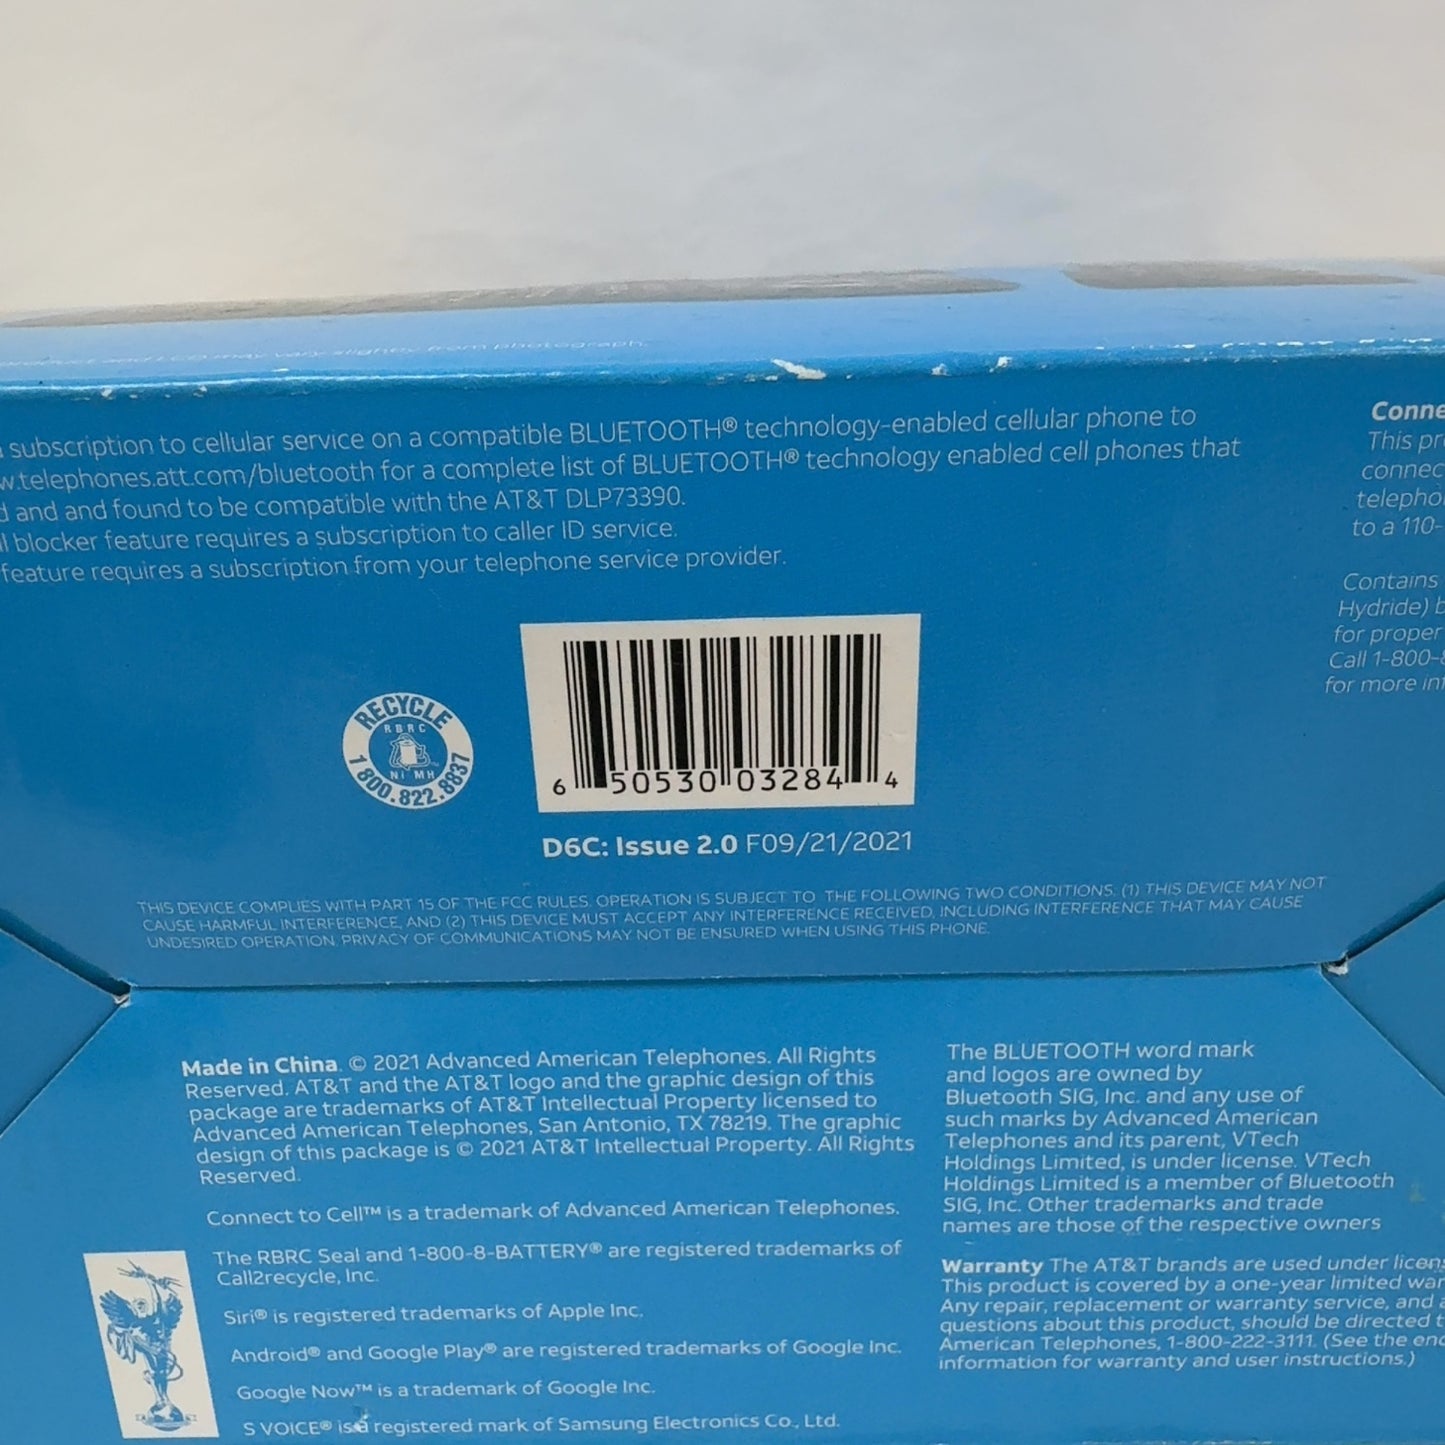 may vary slightly from photograph.
subscription to cellular service on a compatible BLUETOOTH® technology-enabled cellular phone to
w.telephones.att.com/bluetooth for a complete list of BLUETOOTH® technology enabled cell phones that
d and and found to be compatible with the AT&T DLP73390.
l blocker feature requires a subscription to caller ID service.
feature requires a subscription from your telephone service provider.
Conne
This pr
connec
telepho
to a 110-
Contains
Hydride) b
for proper
Call 1-800-8
for more in
RECYCLE
RBRC
Ni MH
1 800.822.8837
6 50530 03284 4
D6C: Issue 2.0 F09/21/2021
THIS DEVICE COMPLIES WITH PART 15 OF THE FCC RULES. OPERATION IS SUBJECT TO THE FOLLOWING TWO CONDITIONS: (1) THIS DEVICE MAY NOT
CAUSE HARMFUL INTERFERENCE, AND (2) THIS DEVICE MUST ACCEPT ANY INTERFERENCE RECEIVED, INCLUDING INTERFERENCE THAT MAY CAUSE
UNDESIRED OPERATION. PRIVACY OF COMMUNICATIONS MAY NOT BE ENSURED WHEN USING THIS PHONE.
Made in China. © 2021 Advanced American Telephones. All Rights
Reserved. AT&T and the AT&T logo and the graphic design of this
package are trademarks of AT&T Intellectual Property licensed to
Advanced American Telephones, San Antonio, TX 78219. The graphic
design of this package is © 2021 AT&T Intellectual Property. All Rights
Reserved.
Connect to Cell™ is a trademark of Advanced American Telephones.
The RBRC Seal and 1-800-8-BATTERY® are registered trademarks of
Call2recycle, Inc.
Siri® is registered trademarks of Apple Inc.
Android® and Google Play® are registered trademarks of Google Inc.
Google Now™ is a trademark of Google Inc.
S VOICE® is a registered mark of Samsung Electronics Co., Ltd.
The BLUETOOTH word mark
and logos are owned by
Bluetooth SIG, Inc. and any use of
such marks by Advanced American
Telephones and its parent, VTech
Holdings Limited, is under license. VTech
Holdings Limited is a member of Bluetooth
SIG, Inc. Other trademarks and trade
names are those of the respective owners
Warranty The AT&T brands are used under licens
This product is covered by a one-year limited war
Any repair, replacement or warranty service, and a
questions about this product, should be directed t
American Telephones, 1-800-222-3111. (See the enc
information for warranty and user instructions.)